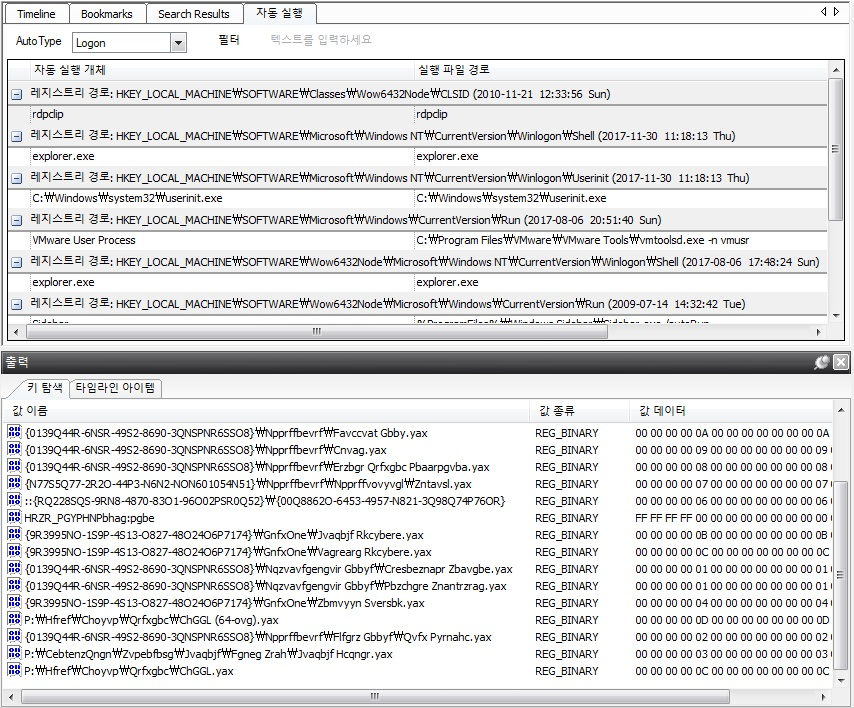 Timeline Bookmarks Search Results 자동 실행
AutoType Logon 필터 텍스트를 입력하세요
자동 실행 개체 실행 파일 경로
레지스트리 경로: HKEY_LOCAL_MACHINE₩SOFTWARE₩Classes₩Wow6432Node₩CLSID (2010-11-21 12:33:56 Sun)
rdpclip rdpclip
레지스트리 경로: HKEY_LOCAL_MACHINE₩SOFTWARE₩Microsoft₩Windows NT₩CurrentVersion₩Winlogon₩Shell (2017-11-30 11:18:13 Thu)
explorer.exe explorer.exe
레지스트리 경로: HKEY_LOCAL_MACHINE₩SOFTWARE₩Microsoft₩Windows NT₩CurrentVersion₩Winlogon₩Userinit (2017-11-30 11:18:13 Thu)
C:₩Windows₩system32₩userinit.exe C:₩Windows₩system32₩userinit.exe
레지스트리 경로: HKEY_LOCAL_MACHINE₩SOFTWARE₩Microsoft₩Windows₩CurrentVersion₩Run (2017-08-06 20:51:40 Sun)
VMware User Process C:₩Program Files₩VMware₩VMware Tools₩vmtoolsd.exe -n vmusr
레지스트리 경로: HKEY_LOCAL_MACHINE₩SOFTWARE₩Wow6432Node₩Microsoft₩Windows NT₩CurrentVersion₩Winlogon₩Shell (2017-08-06 17:48:24 Sun)
explorer.exe explorer.exe
레지스트리 경로: HKEY_LOCAL_MACHINE₩SOFTWARE₩Wow6432Node₩Microsoft₩Windows₩CurrentVersion₩Run (2009-07-14 14:32:42 Tue)
Sidebar %ProgramFiles%₩Windows Sidebar₩Sidebar.exe /autoRun
출력
키 탐색 타임라인 아이템
값 이름 값 종류 값 데이터
{0139Q44R-6NSR-49S2-8690-3QNSPNR6SSO8}₩Npprffbevrf₩Favccvat Gbby.yax REG_BINARY 00 00 00 00 0A 00 00 00 00 00 00 0A
{0139Q44R-6NSR-49S2-8690-3QNSPNR6SSO8}₩Npprffbevrf₩Cnvag.yax REG_BINARY 00 00 00 00 09 00 00 00 00 00 00 09
{0139Q44R-6NSR-49S2-8690-3QNSPNR6SSO8}₩Npprffbevrf₩Erzbgr Qrfxgbc Pbaarpgvba.yax REG_BINARY 00 00 00 00 08 00 00 00 00 00 00 08
{N77S5Q77-2R2O-44P3-N6N2-NON601054N51}₩Npprffbevrf₩Npprffvovyvgl₩Zntavsl.yax REG_BINARY 00 00 00 00 07 00 00 00 00 00 00 07
::{RQ228SQS-9RN8-4870-83O1-96O02PSR0Q52}₩{00Q8862O-6453-4957-N821-3Q98Q74P76OR} REG_BINARY 00 00 00 00 06 00 00 00 00 00 00 06
HRZR_PGYPHNPbhag:pgbe REG_BINARY FF FF FF FF 00 00 00 00 00 00 00 00
{9R3995NO-1S9P-4S13-O827-48O24O6P7174}₩GnfxOne₩Jvaqbjf Rkcybere.yax REG_BINARY 00 00 00 00 0B 00 00 00 00 00 00 0B
{9R3995NO-1S9P-4S13-O827-48O24O6P7174}₩GnfxOne₩Vagrearg Rkcybere.yax REG_BINARY 00 00 00 00 0C 00 00 00 00 00 00 0C
{0139Q44R-6NSR-49S2-8690-3QNSPNR6SSO8}₩Nqzvavfgengvir Gbbyf₩Cresbeznapr Zbavgbe.yax REG_BINARY 00 00 00 00 01 00 00 00 00 00 00 01
{0139Q44R-6NSR-49S2-8690-3QNSPNR6SSO8}₩Nqzvavfgengvir Gbbyf₩Pbzchgre Znantrzrag.yax REG_BINARY 00 00 00 00 01 00 00 00 00 00 00 01
{9R3995NO-1S9P-4S13-O827-48O24O6P7174}₩GnfxOne₩Zbmvyyn Sversbk.yax REG_BINARY 00 00 00 00 04 00 00 00 00 00 00 04
P:₩Hfref₩Choyvp₩Qrfxgbc₩ChGGL (64-ovg).yax REG_BINARY 00 00 00 00 0D 00 00 00 00 00 00 0D
{0139Q44R-6NSR-49S2-8690-3QNSPNR6SSO8}₩Npprffbevrf₩Flfgrz Gbbyf₩Qvfx Pyrnahc.yax REG_BINARY 00 00 00 00 02 00 00 00 00 00 00 02
P:₩CebtenzQngn₩Zvpebfbsg₩Jvaqbjf₩Fgneg Zrah₩Jvaqbjf Hcqngr.yax REG_BINARY 00 00 00 00 03 00 00 00 00 00 00 03
P:₩Hfref₩Choyvp₩Qrfxgbc₩ChGGL.yax REG_BINARY 00 00 00 00 0C 00 00 00 00 00 00 0C